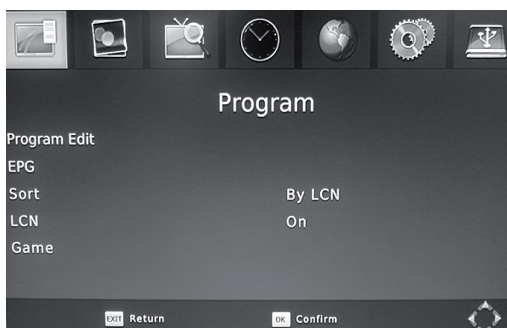 Program
Program Edit
EPG
Sort By LCN
LCN On
Game
EXIT Return OK Confirm